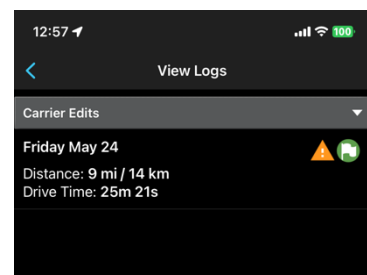 12:57
100
View Logs
Carrier Edits
Friday May 24
Distance: 9 mi / 14 km
Drive Time: 25m 21s